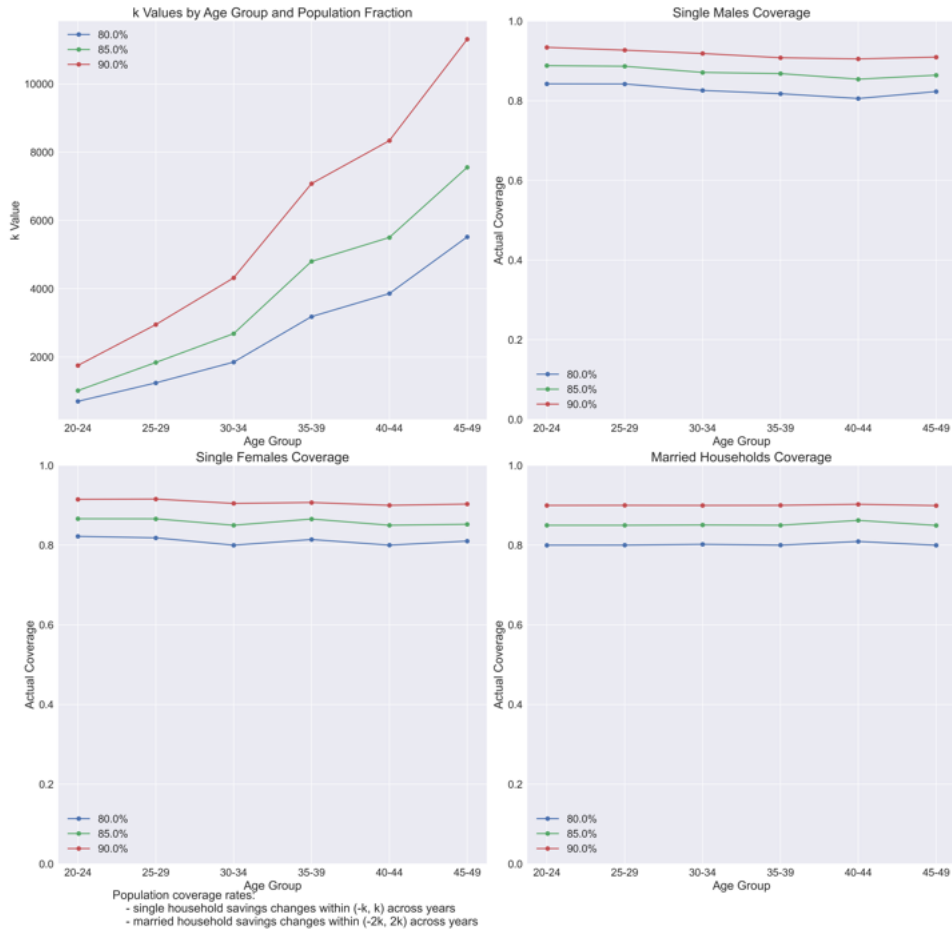 k Values by Age Group and Population Fraction
80.0%
85.0%
90.0%
10000
8000
6000
4000
2000
k Value
20-24 25-29 30-34 35-39 40-44 45-49
Age Group
Single Males Coverage
1.0
0.8
0.6
0.4
0.2
0.0
Actual Coverage
80.0%
85.0%
90.0%
20-24 25-29 30-34 35-39 40-44 45-49
Age Group
Single Females Coverage
1.0
0.8
0.6
0.4
0.2
0.0
Actual Coverage
80.0%
85.0%
90.0%
20-24 25-29 30-34 35-39 40-44 45-49
Age Group
Married Households Coverage
1.0
0.8
0.6
0.4
0.2
0.0
Actual Coverage
80.0%
85.0%
90.0%
20-24 25-29 30-34 35-39 40-44 45-49
Age Group
Population coverage rates:
- single household savings changes within (-k, k) across years
- married household savings changes within (-2k, 2k) across years